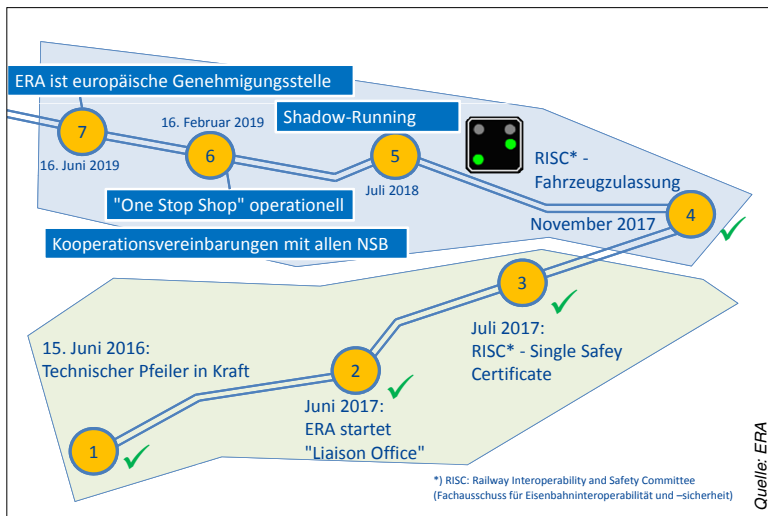 ERA ist europäische Genehmigungsstelle
7
16. Juni 2019
16. Februar 2019
6
"One Stop Shop" operationell
Kooperationsvereinbarungen mit allen NSB
Shadow-Running
5
Juli 2018
RISC* -
Fahrzeugzulassung
November 2017
4
3
Juli 2017:
RISC* - Single Safey
Certificate
15. Juni 2016:
Technischer Pfeiler in Kraft
2
Juni 2017:
ERA startet
"Liaison Office"
1
*) RISC: Railway Interoperability and Safety Committee
(Fachausschuss für Eisenbahninteroperabilität und –sicherheit)
Quelle: ERA